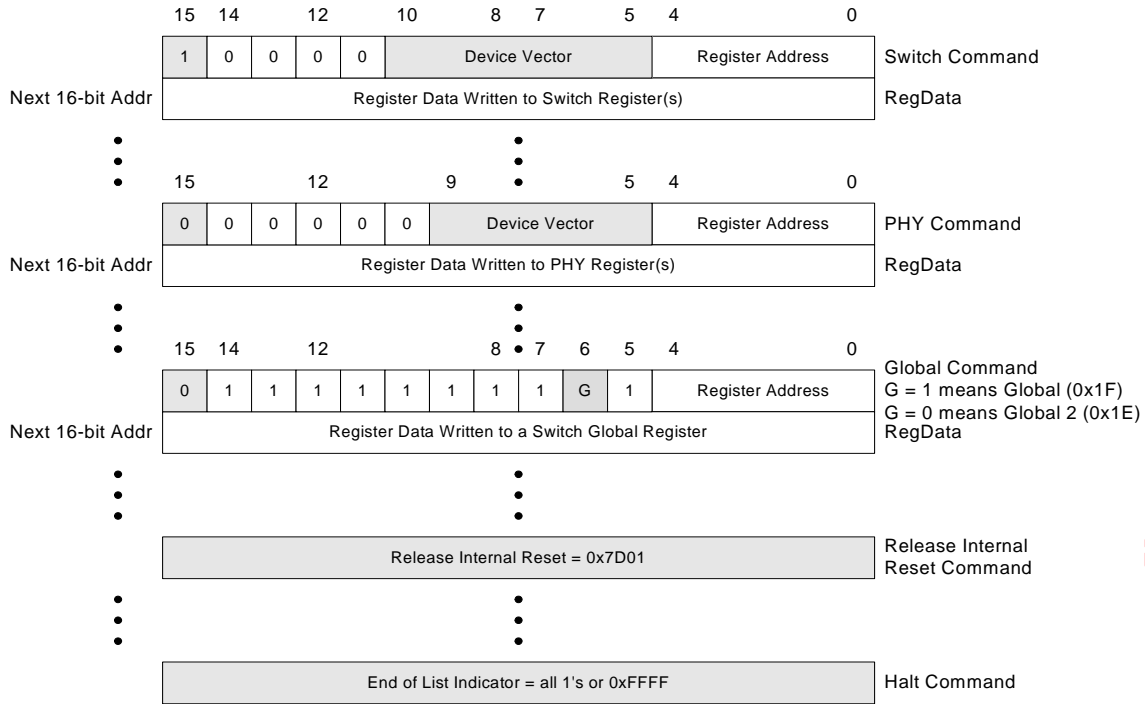 15 14 12 10 8 7 5 4 0
1 0 0 0 0 Device Vector Register Address Switch Command
Next 16-bit Addr Register Data Written to Switch Register(s) RegData
15 12 9 5 4 0
0 0 0 0 0 0 Device Vector Register Address PHY Command
Next 16-bit Addr Register Data Written to PHY Register(s) RegData
15 14 12 8 7 6 5 4 0
Global Command
0 1 1 1 1 1 1 1 1 G 1 Register Address G = 1 means Global (0x1F)
G = 0 means Global 2 (0x1E)
Next 16-bit Addr Register Data Written to a Switch Global Register RegData
Release Internal Reset = 0x7D01 Release Internal
Reset Command
End of List Indicator = all 1's or 0xFFFF Halt Command